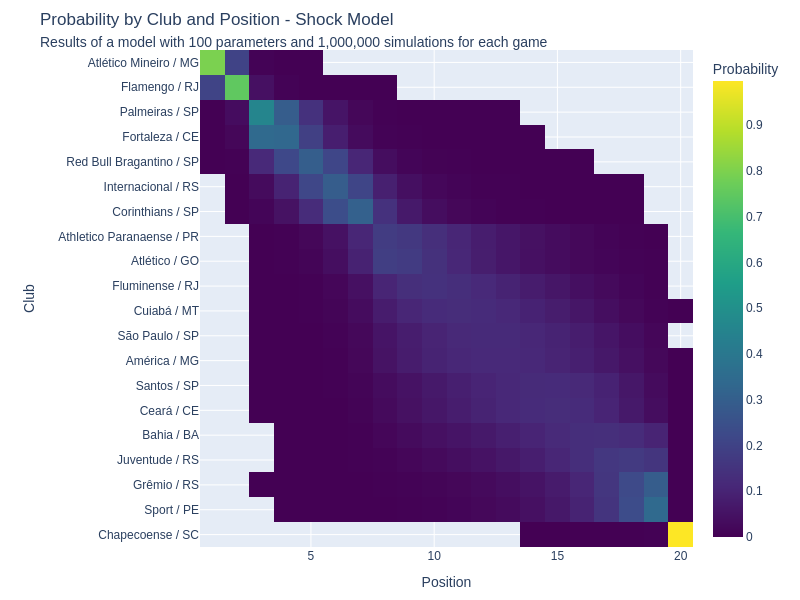 Probability by Club and Position - Shock Model
Results of a model with 100 parameters and 1,000,000 simulations for each game
Probability
Club
Atlético Mineiro / MG
Flamengo / RJ
Palmeiras / SP
Fortaleza / CE
Red Bull Bragantino / SP
Internacional / RS
Corinthians / SP
Athletico Paranaense / PR
Atlético / GO
Fluminense / RJ
Cuiabá / MT
São Paulo / SP
América / MG
Santos / SP
Ceará / CE
Bahia / BA
Juventude / RS
Grêmio / RS
Sport / PE
Chapecoense / SC
5 10 15 20
Position
0.9
0.8
0.7
0.6
0.5
0.4
0.3
0.2
0.1
0